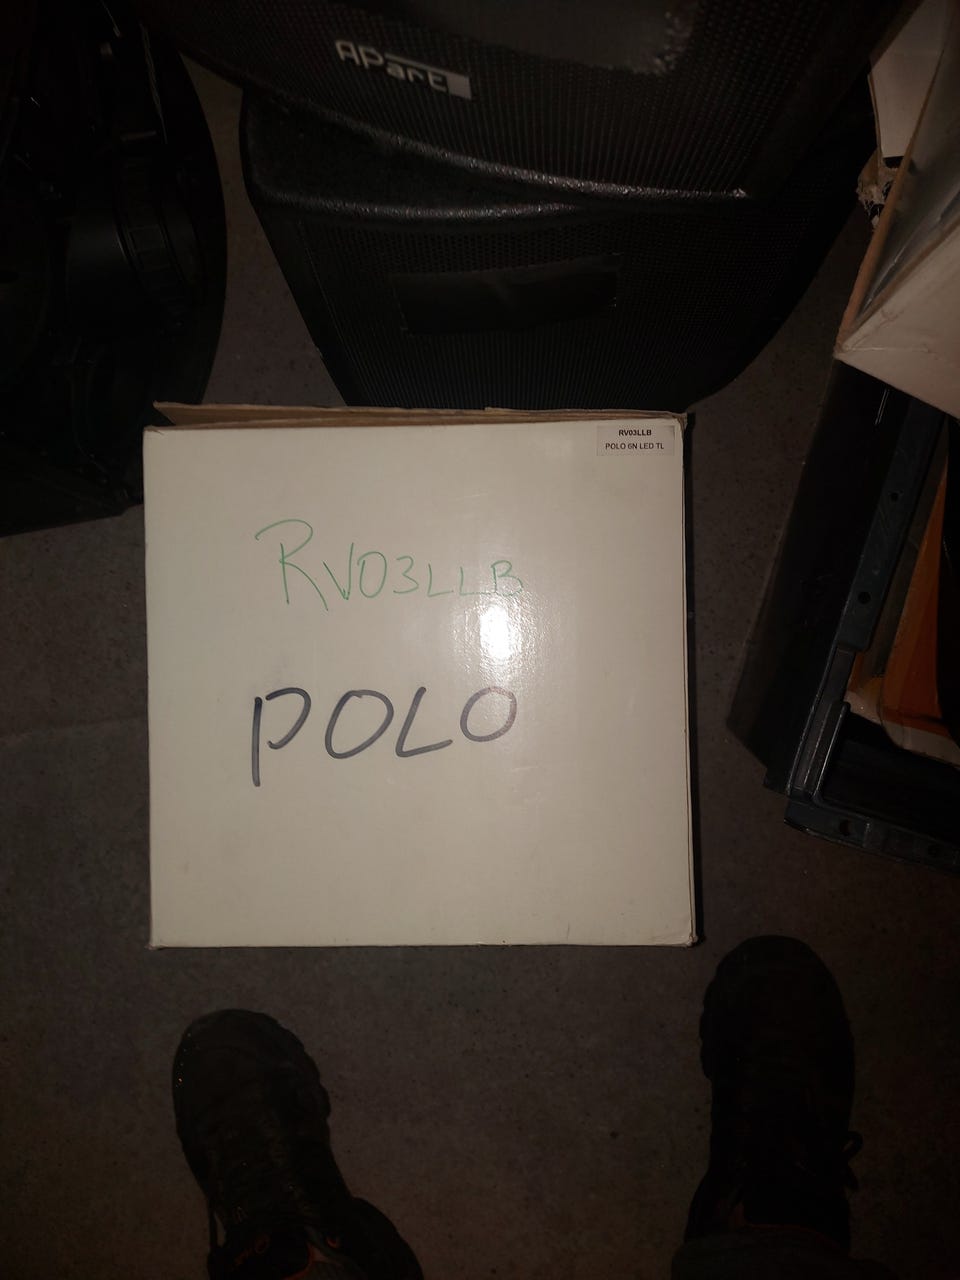 APart
RV03LLB
POLO 6N LED TL
RV03LLB
POLO